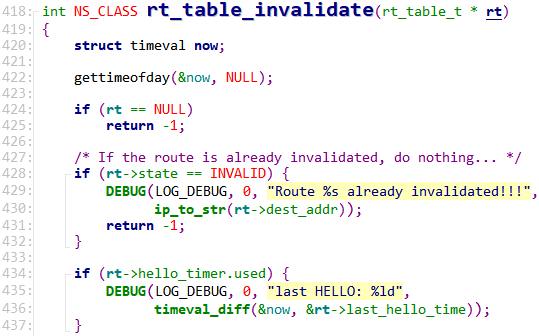 418: int NS_CLASS rt_table_invalidate(rt_table_t * rt)
419: {
420:     struct timeval now;
421:
422:     gettimeofday(&now, NULL);
423:
424:     if (rt == NULL)
425:         return -1;
426:
427:     /* If the route is already invalidated, do nothing... */
428:     if (rt->state == INVALID) {
429:         DEBUG(LOG_DEBUG, 0, "Route %s already invalidated!!!",
430:               ip_to_str(rt->dest_addr));
431:         return -1;
432:     }
433:
434:     if (rt->hello_timer.used) {
435:         DEBUG(LOG_DEBUG, 0, "last HELLO: %ld",
436:               timeval_diff(&now, &rt->last_hello_time));
437:     }